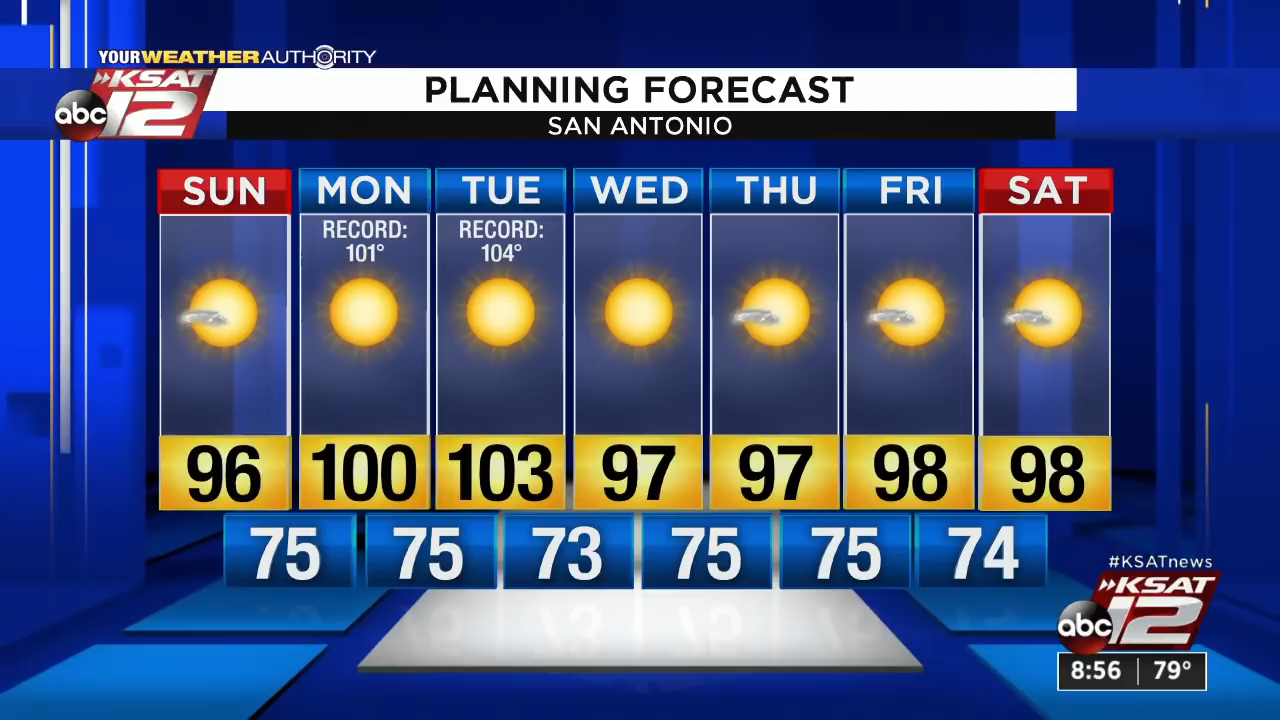 YOURWEATHERAUTHORITY
KSAT
abc 12
PLANNING FORECAST
SAN ANTONIO
SUN MON TUE WED THU FRI SAT
RECORD: RECORD:
101° 104°
96 100 103 97 97 98 98
75 75 73 75 75 74
#KSATnews
KSAT
abc 12
8:56 79°